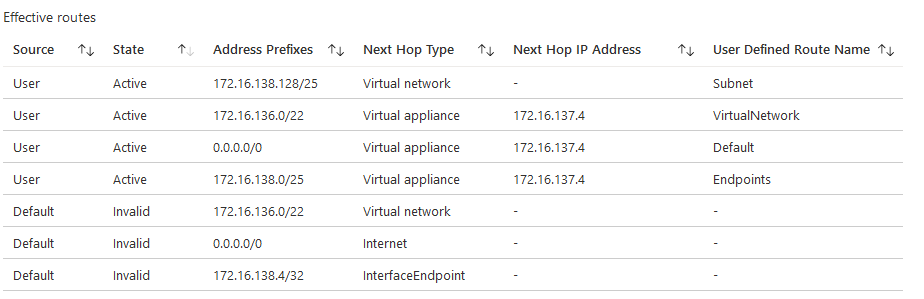 Effective routes
Source State Address Prefixes Next Hop Type Next Hop IP Address User Defined Route Name
User Active 172.16.138.128/25 Virtual network - Subnet
User Active 172.16.136.0/22 Virtual appliance 172.16.137.4 VirtualNetwork
User Active 0.0.0.0/0 Virtual appliance 172.16.137.4 Default
User Active 172.16.138.0/25 Virtual appliance 172.16.137.4 Endpoints
Default Invalid 172.16.136.0/22 Virtual network - -
Default Invalid 0.0.0.0/0 Internet - -
Default Invalid 172.16.138.4/32 InterfaceEndpoint - -